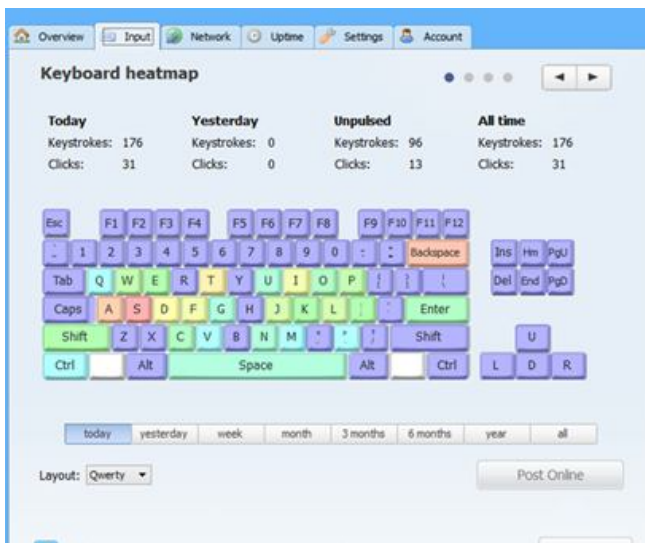 Overview Input Network Uptime Settings Account
Keyboard heatmap
Today Yesterday Unpulsed All time
Keystrokes: 176 Keystrokes: 0 Keystrokes: 96 Keystrokes: 176
Clicks: 31 Clicks: 0 Clicks: 13 Clicks: 31
Esc F1 F2 F3 F4 F5 F6 F7 F8 F9 F10 F11 F12
1 2 3 4 5 6 7 8 9 0 Backspace Ins Hm PgU
Tab Q W E R T Y U I O P Del End PgD
Caps A S D F G H J K L Enter
Shift Z X C V B N M Shift U
Ctrl Alt Space Alt Ctrl L D R
today yesterday week month 3 months 6 months year all
Layout: Qwerty
Post Online